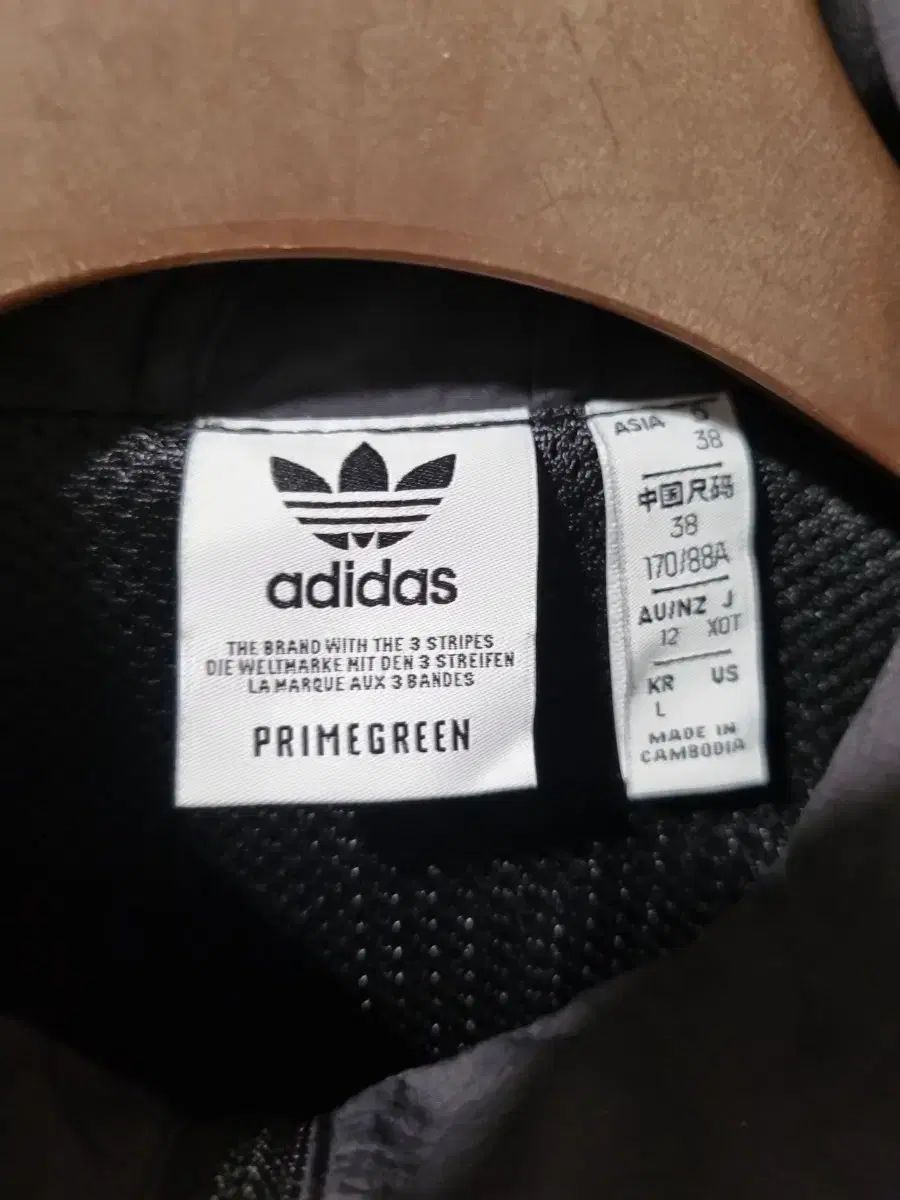 adidas
THE BRAND WITH THE 3 STRIPES
DIE WELTMARKE MIT DEN 3 STREIFEN
LA MARQUE AUX 3 BANDES
PRIMEGREEN
ASIA
38
中国尺码
38
170/88A
AU/NZ J
12 XOT
KR US
L
MADE IN
CAMBODIA